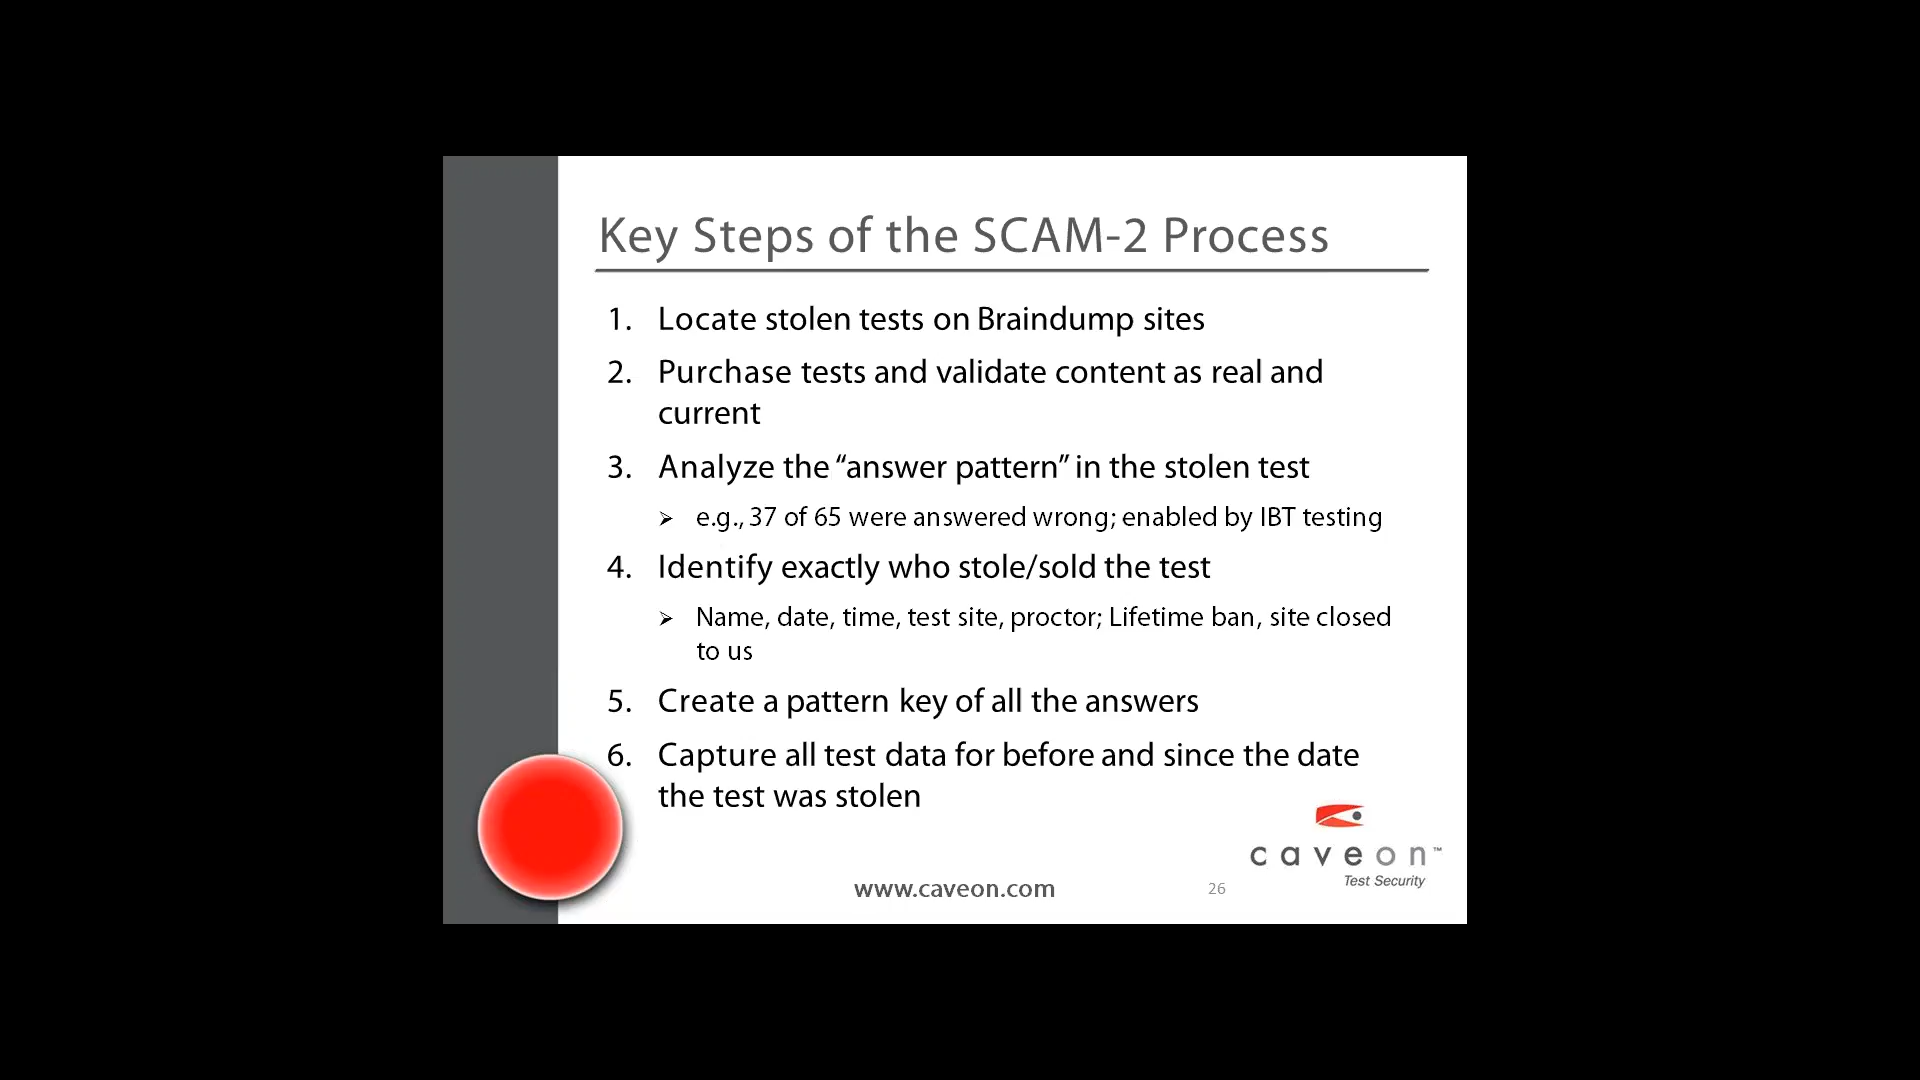 Key Steps of the SCAM-2 Process
1. Locate stolen tests on Braindump sites
2. Purchase tests and validate content as real and
current
3. Analyze the “answer pattern” in the stolen test
➢ e.g., 37 of 65 were answered wrong; enabled by IBT testing
4. Identify exactly who stole/sold the test
➢ Name, date, time, test site, proctor; Lifetime ban, site closed
to us
5. Create a pattern key of all the answers
6. Capture all test data for before and since the date
the test was stolen
caveon™
Test Security
www.caveon.com
26